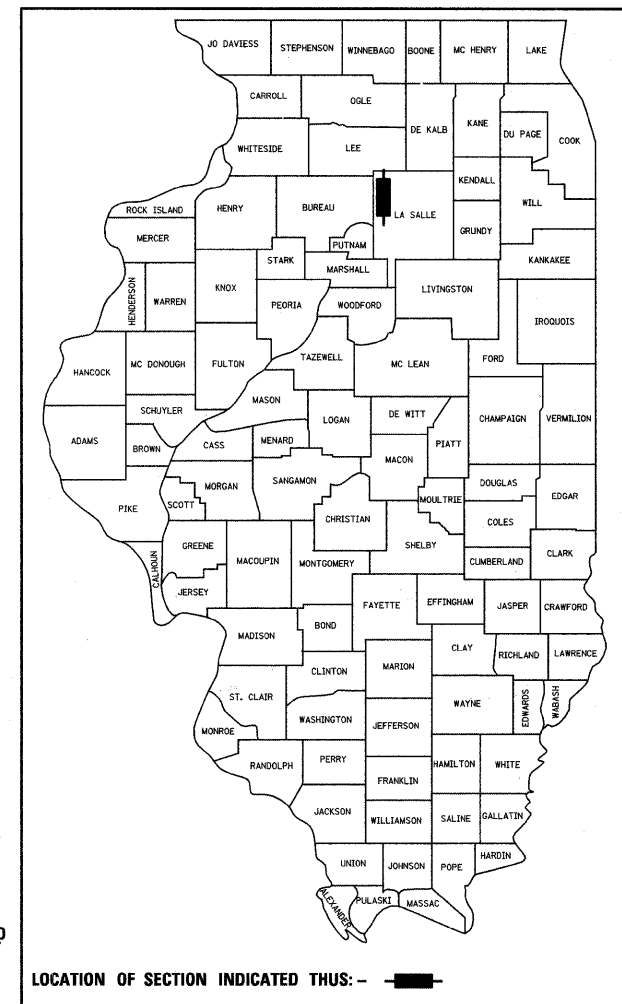 JO DAVIESS STEPHENSON WINNEBAGO BOONE MC HENRY LAKE
CARROLL OGLE DE KALB KANE DU PAGE COOK
WHITESIDE LEE
KENDALL
ROCK ISLAND HENRY BUREAU LA SALLE GRUNDY WILL
MERCER PUTNAM
STARK MARSHALL KANKAKEE
HENDERSON WARREN KNOX PEORIA WOODFORD LIVINGSTON IROQUOIS
HANCOCK MC DONOUGH FULTON TAZEWELL MC LEAN FORD
MASON
SCHUYLER LOGAN DE WITT CHAMPAIGN VERMILION
ADAMS BROWN CASS MENARD MACON PIATT
SANGAMON DOUGLAS
PIKE SCOTT MORGAN CHRISTIAN MOULTRIE COLES EDGAR
GREENE SHELBY
CALHOUN MACOUPIN MONTGOMERY CUMBERLAND CLARK
JERSEY FAYETTE EFFINGHAM JASPER CRAWFORD
MADISON BOND
CLAY RICHLAND LAWRENCE
CLINTON MARION
ST. CLAIR WAYNE EDWARDS WABASH
WASHINGTON JEFFERSON
MONROE
RANDOLPH PERRY HAMILTON WHITE
FRANKLIN
JACKSON WILLIAMSON SALINE GALLATIN
UNION JOHNSON POPE HARDIN
ALEXANDER PULASKI MASSAC
D
LOCATION OF SECTION INDICATED THUS: -